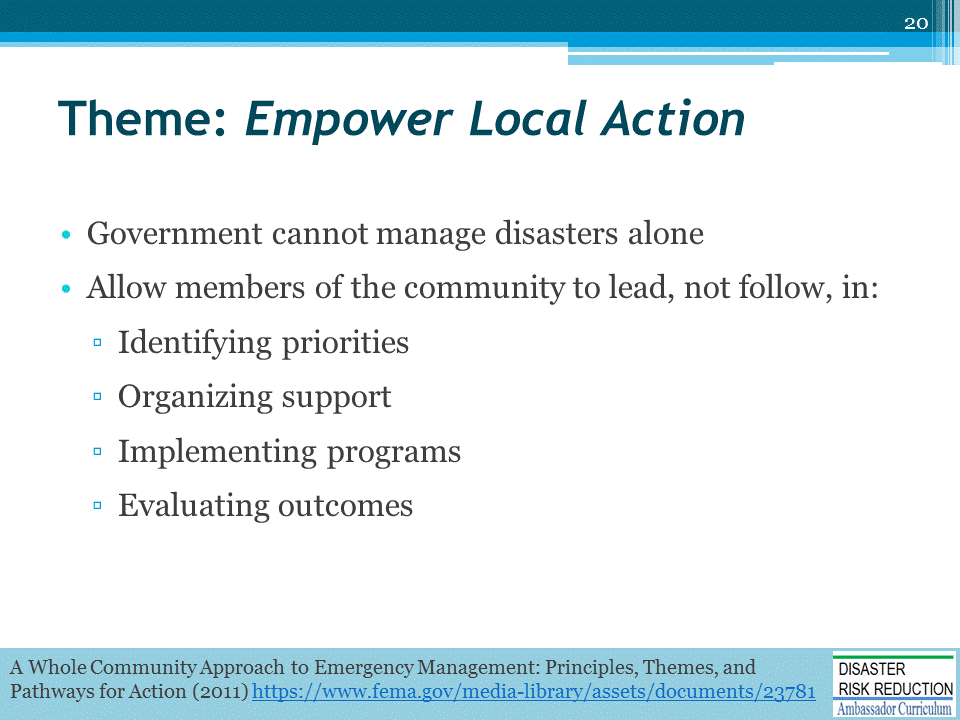 20
Theme: Empower Local Action
• Government cannot manage disasters alone
• Allow members of the community to lead, not follow, in:
▫ Identifying priorities
▫ Organizing support
▫ Implementing programs
▫ Evaluating outcomes
A Whole Community Approach to Emergency Management: Principles, Themes, and
Pathways for Action (2011) https://www.fema.gov/media-library/assets/documents/23781
DISASTER
RISK REDUCTION
Ambassador Curriculum